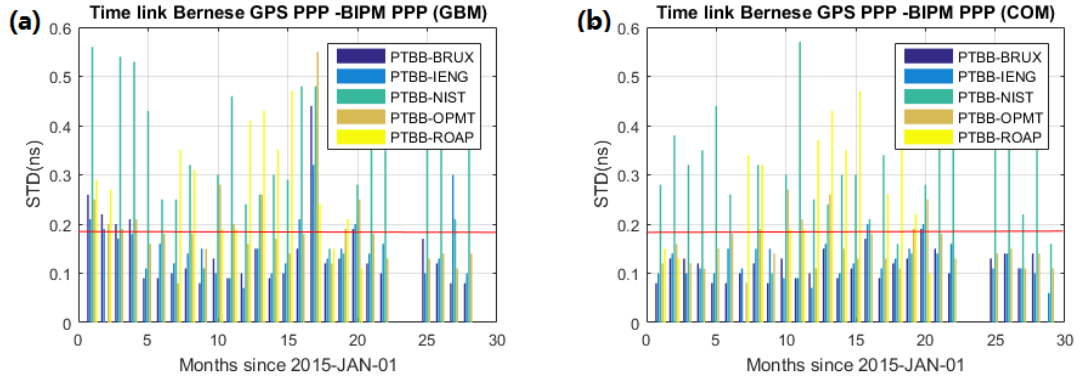 (a)
Time link Bernese GPS PPP -BIPM PPP (GBM)
STD(ns)
0.6
0.5
0.4
0.3
0.2
0.1
0
PTBB-BRUX
PTBB-IENG
PTBB-NIST
PTBB-OPMT
PTBB-ROAP
0 5 10 15 20 25 30
Months since 2015-JAN-01
(b)
Time link Bernese GPS PPP -BIPM PPP (COM)
STD(ns)
0.6
0.5
0.4
0.3
0.2
0.1
0
PTBB-BRUX
PTBB-IENG
PTBB-NIST
PTBB-OPMT
PTBB-ROAP
0 5 10 15 20 25 30
Months since 2015-JAN-01